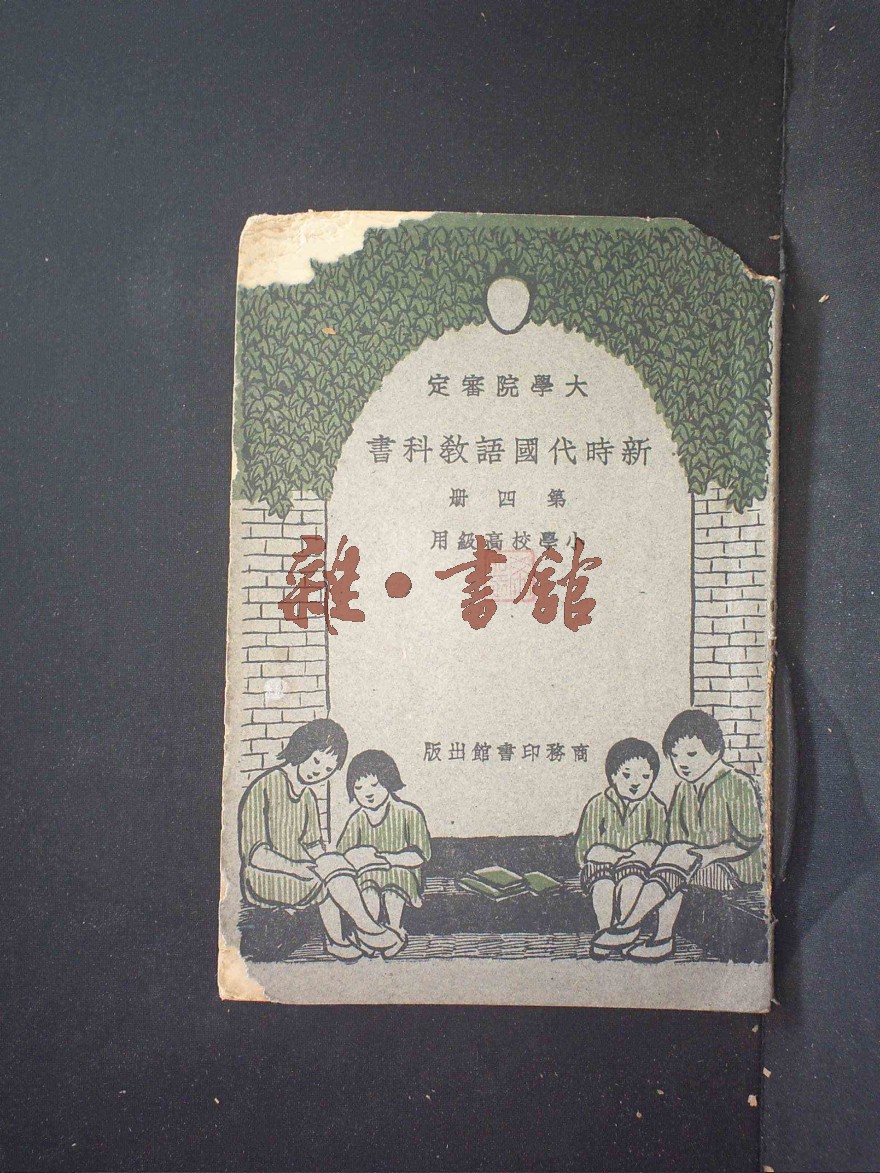 大學院審定
新時代國語教科書
第四册
小學校高級用
雜·書館
商務印書館出版